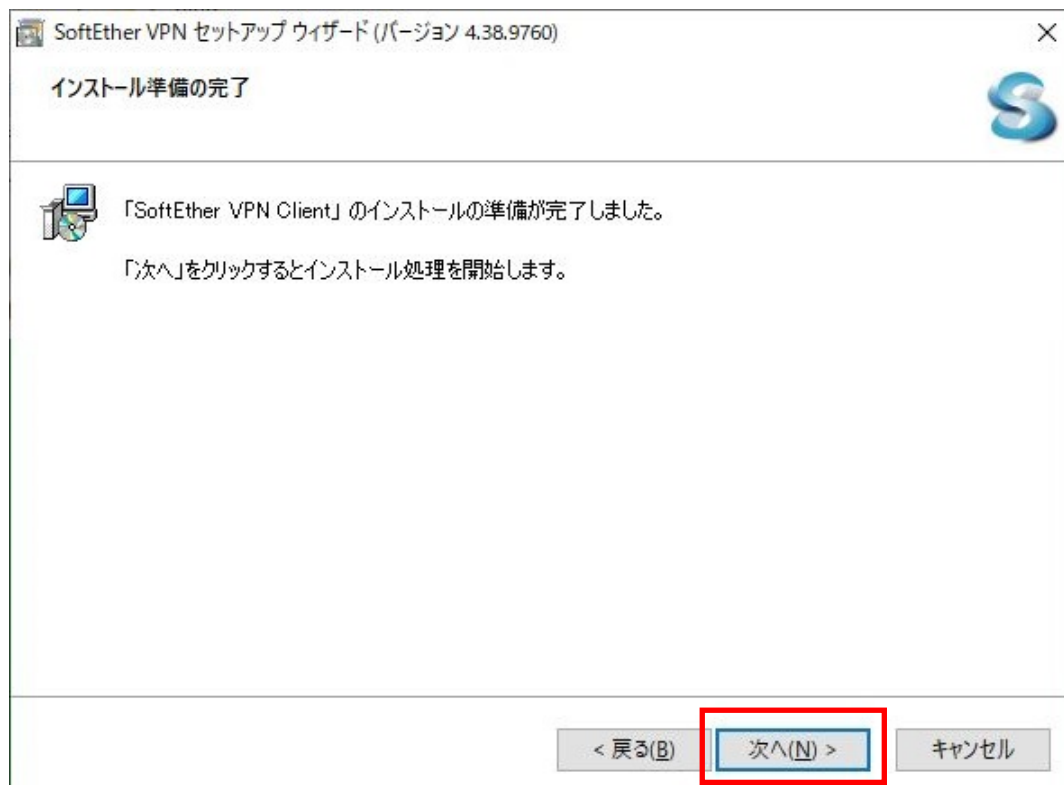 SoftEther VPN セットアップ ウィザード (バージョン 4.38.9760)
インストール準備の完了
「SoftEther VPN Client」 のインストールの準備が完了しました。
「次へ」をクリックするとインストール処理を開始します。
< 戻る(B)
次へ(N) >
キャンセル